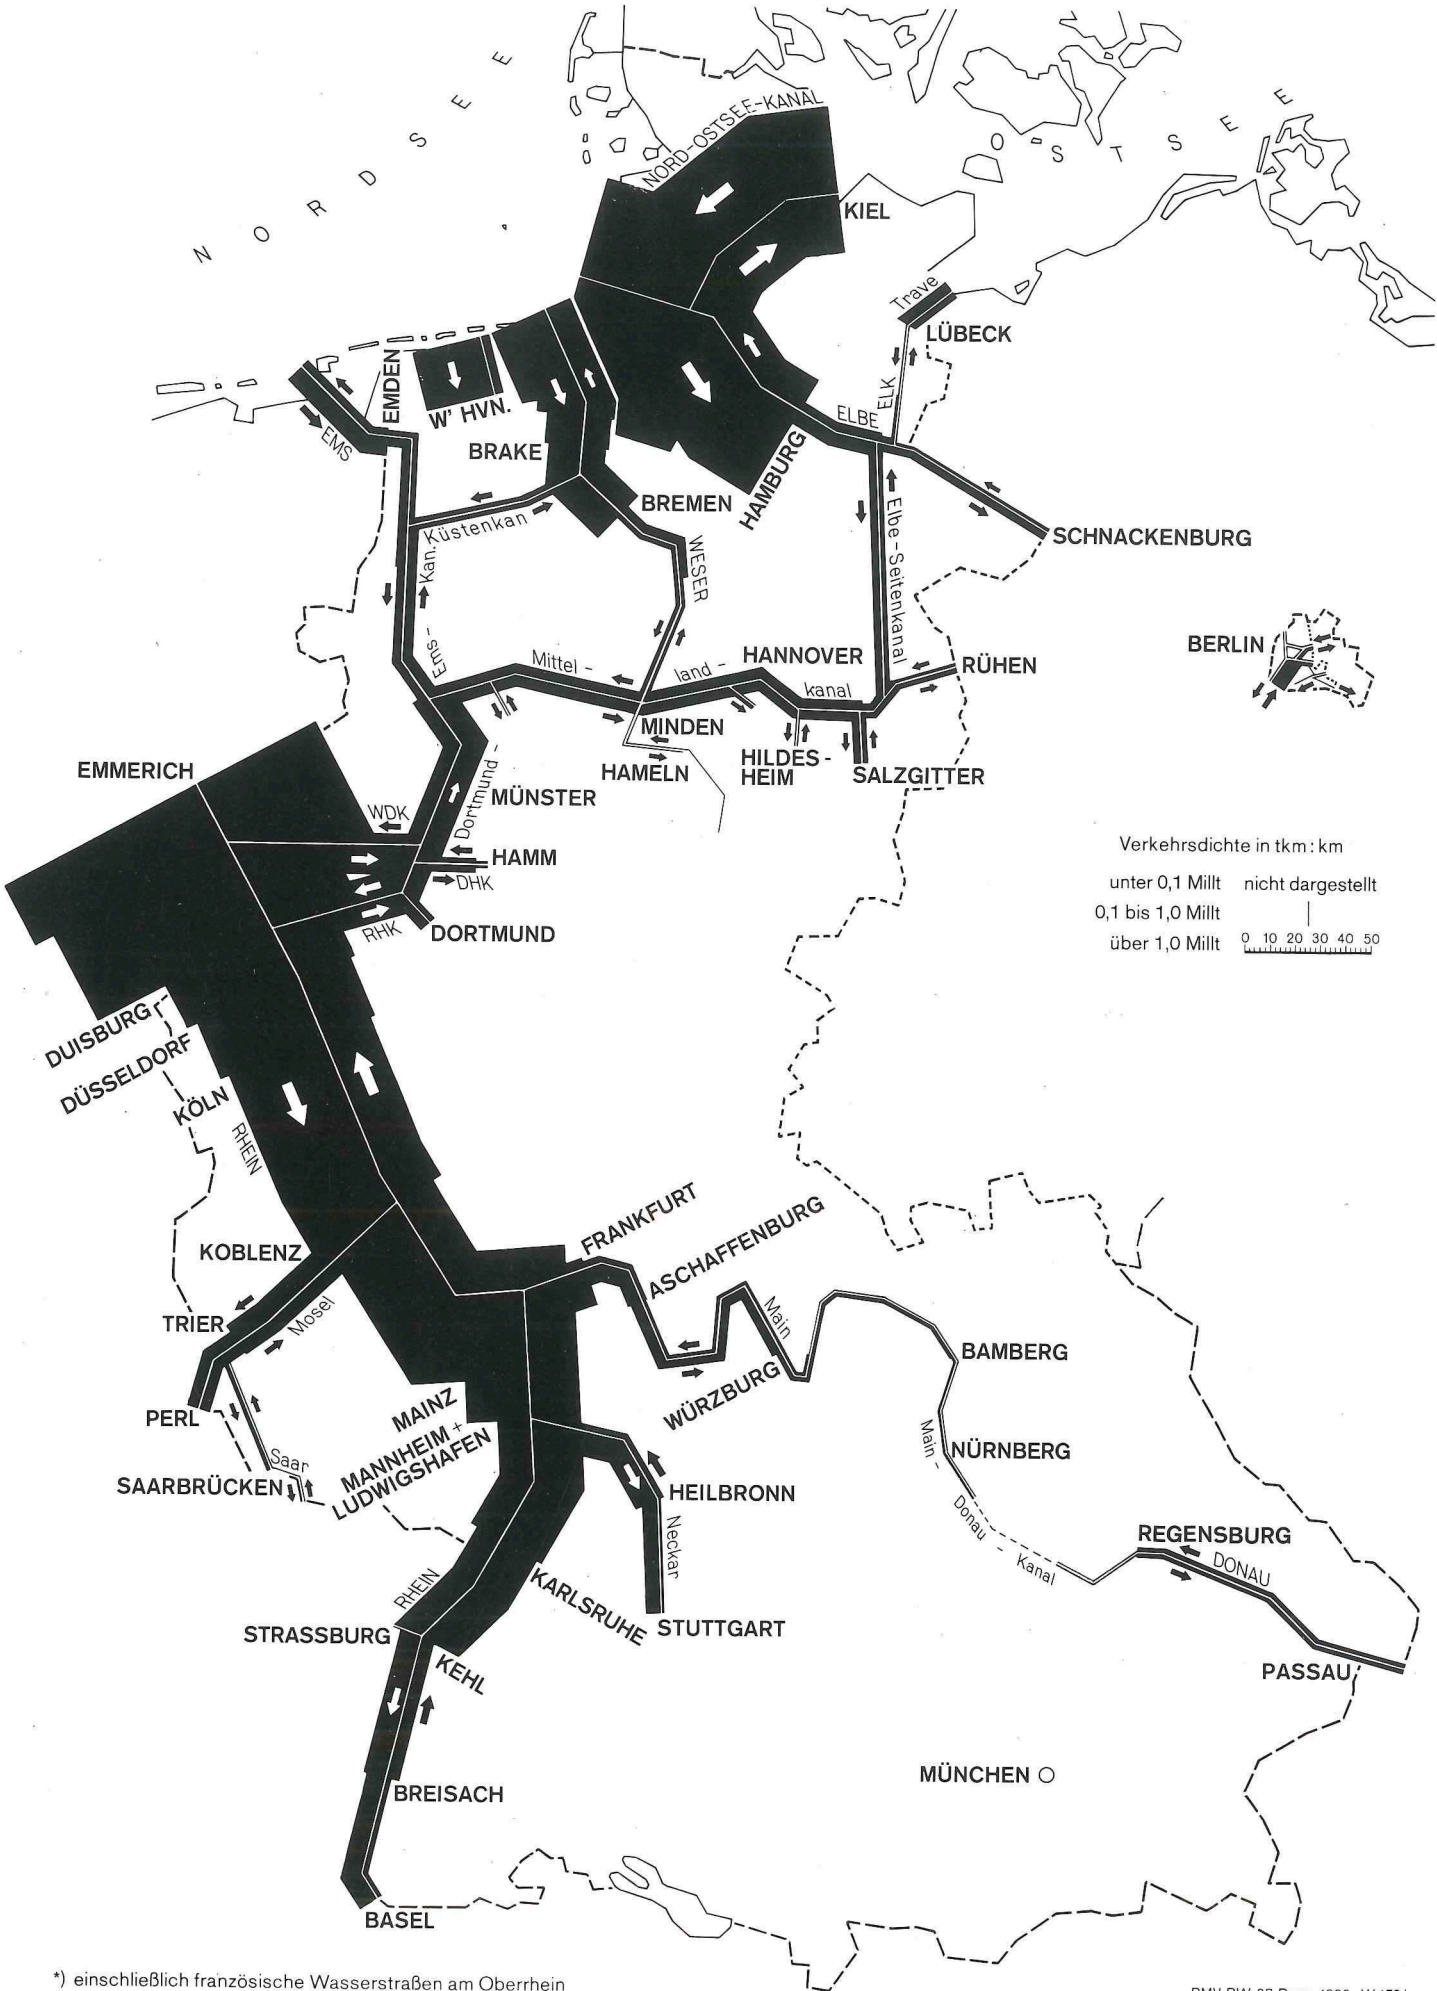 NORDSEE
OSTSEE
NORD-OSTSEE-KANAL
KIEL
Trave
LÜBECK
ELK
EMDEN
EMS
W' HVN.
BRAKE
BREMEN
HAMBURG
ELBE
Küstenkan
Ems-
Kan.
WESER
Elbe-Seitenkanal
SCHNACKENBURG
BERLIN
RÜHEN
HANNOVER
Mittel-
land-
kanal
MINDEN
HAMELN
HILDES-
HEIM
SALZGITTER
EMMERICH
WDK
Dortmund-
MÜNSTER
HAMM
DHK
RHK
DORTMUND
Verkehrsdichte in tkm: km
unter 0,1 Millt nicht dargestellt
0,1 bis 1,0 Millt
über 1,0 Millt 0 10 20 30 40 50
DUISBURG
DÜSSELDORF
KÖLN
RHEIN
KOBLENZ
TRIER
Mosel
PERL
Saar
SAARBRÜCKEN
FRANKFURT
ASCHAFFENBURG
Main
WÜRZBURG
BAMBERG
MAINZ
MANNHEIM +
LUDWIGSHAFEN
NÜRNBERG
Main-
Donau-
Kanal
HEILBRONN
Neckar
STUTTGART
REGENSBURG
DONAU
PASSAU
RHEIN
KARLSRUHE
STRASSBURG
KEHL
BREISACH
MÜNCHEN
BASEL
*) einschließlich französische Wasserstraßen am Oberrhein